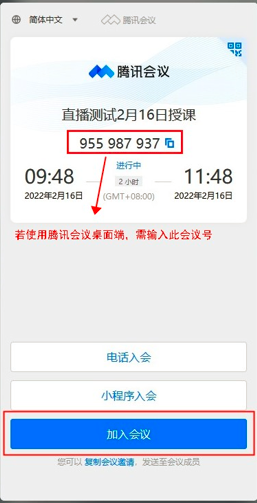 简体中文 腾讯会议
腾讯会议
直播测试2月16日授课
955 987 937
进行中
09:48 2 小时 11:48
2022年2月16日 (GMT+08:00) 2022年2月16日
若使用腾讯会议桌面端，需输入此会议号
电话入会
小程序入会
加入会议
您可以 复制会议邀请，发送至会议成员